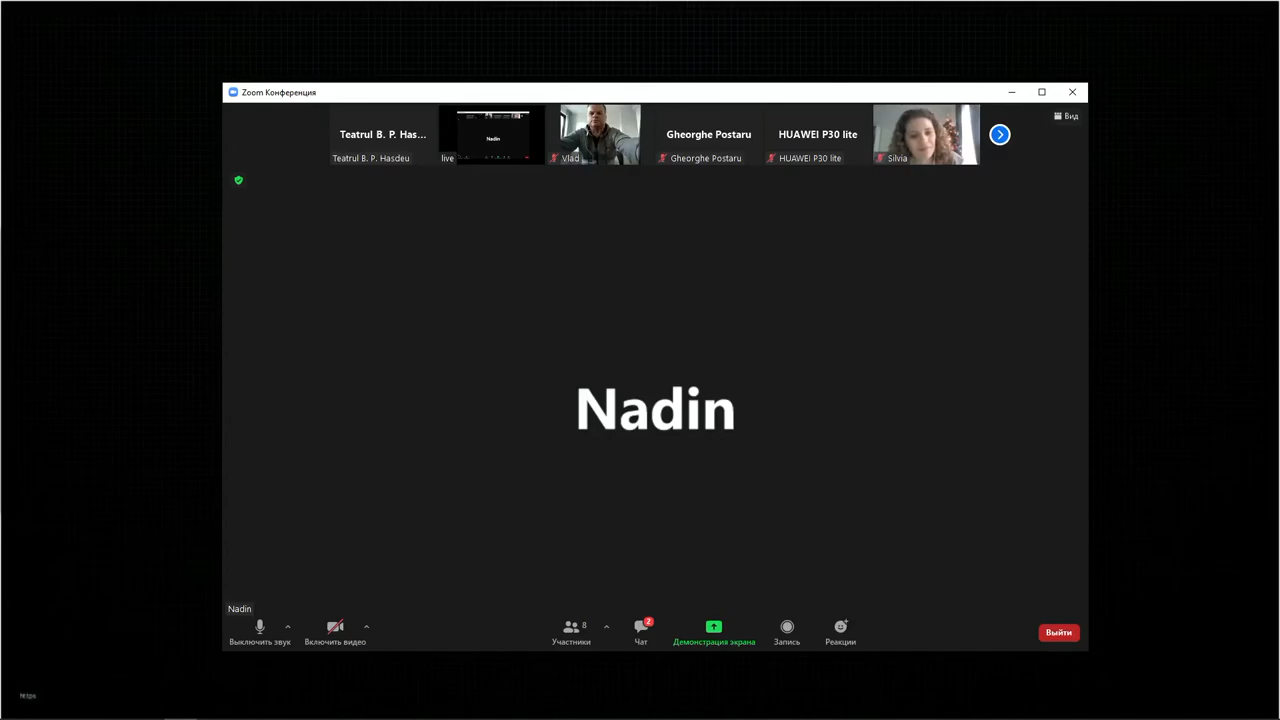 Zoom Конференция
Teatrul B. P. Has...
Nadin
Gheorghe Postaru
HUAWEI P30 lite
Вид
Teatrul B. P. Hasdeu
live
Vlad
Gheorghe Postaru
HUAWEI P30 lite
Silvia
Nadin
Nadin
8
2
Выключить звук
Включить видео
Участники
Чат
Демонстрация экрана
Запись
Реакции
Выйти